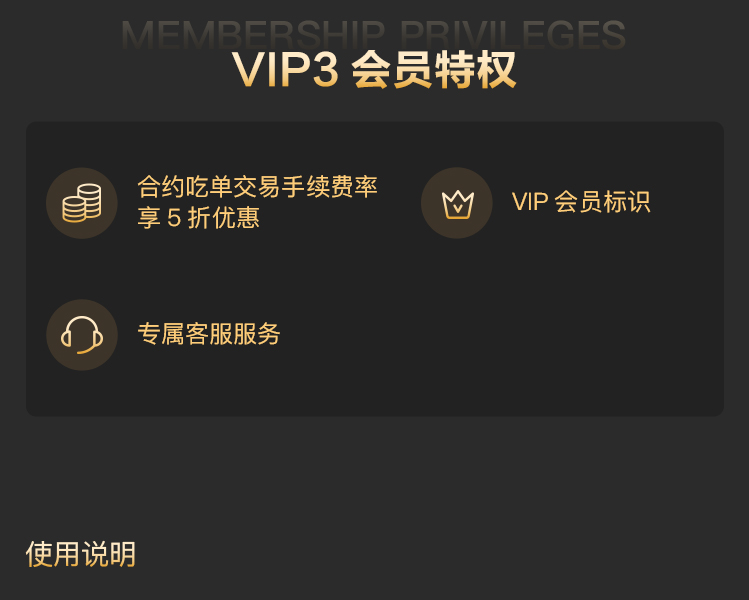 MEMBERSHIP PRIVILEGES
VIP3 会员特权
合约吃单交易手续费率
享 5 折优惠
VIP 会员标识
专属客服服务
使用说明